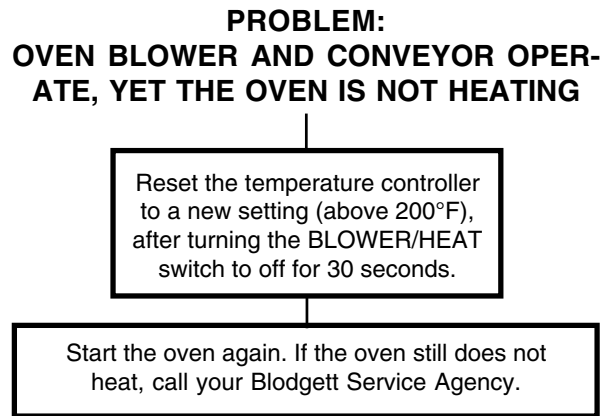 PROBLEM:
OVEN BLOWER AND CONVEYOR OPER-
ATE, YET THE OVEN IS NOT HEATING
Reset the temperature controller
to a new setting (above 200°F),
after turning the BLOWER/HEAT
switch to off for 30 seconds.
Start the oven again. If the oven still does not
heat, call your Blodgett Service Agency.